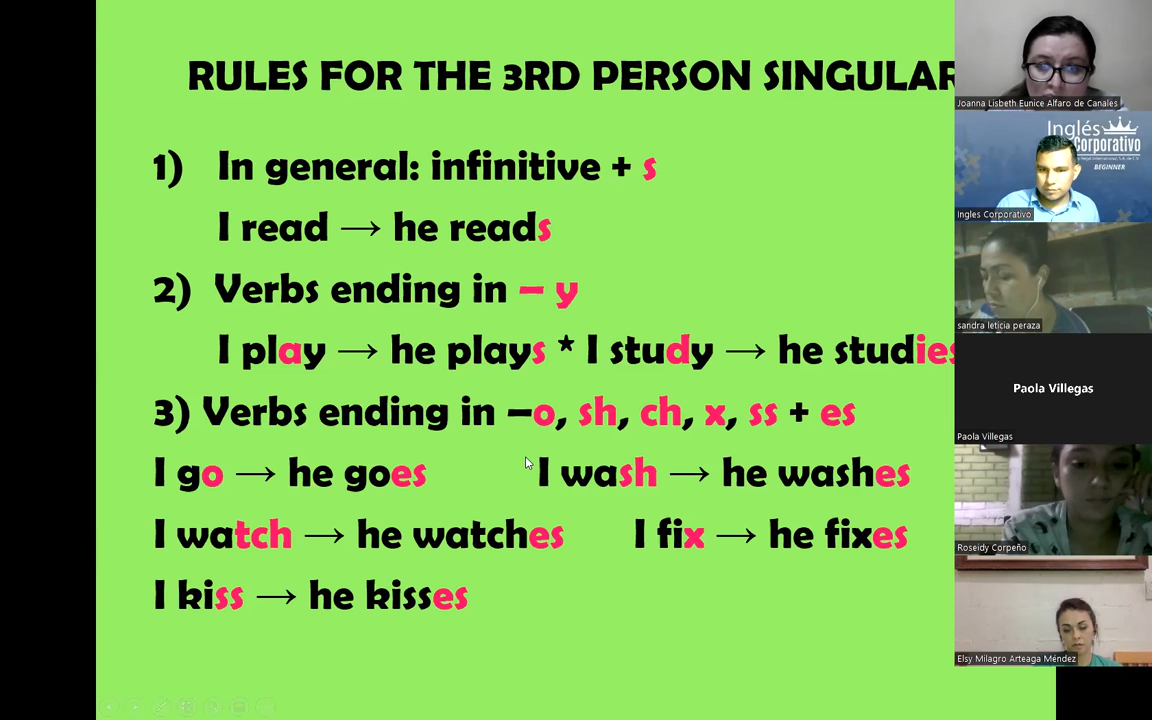 RULES FOR THE 3RD PERSON SINGULAR
1) In general: infinitive + s
I read → he reads
2) Verbs ending in – y
I play → he plays * I study → he studies
3) Verbs ending in –o, sh, ch, x, ss + es
I go → he goes I wash → he washes
I watch → he watches I fix → he fixes
I kiss → he kisses
Joanna Lisbeth Eunice Alfaro de Canales
Inglés
Corporativo
BEGINNER
Ingles Corporativo
sandra leticia peraza
Paola Villegas
Paola Villegas
Roseidy Corpeño
Elsy Milagro Arteaga Méndez